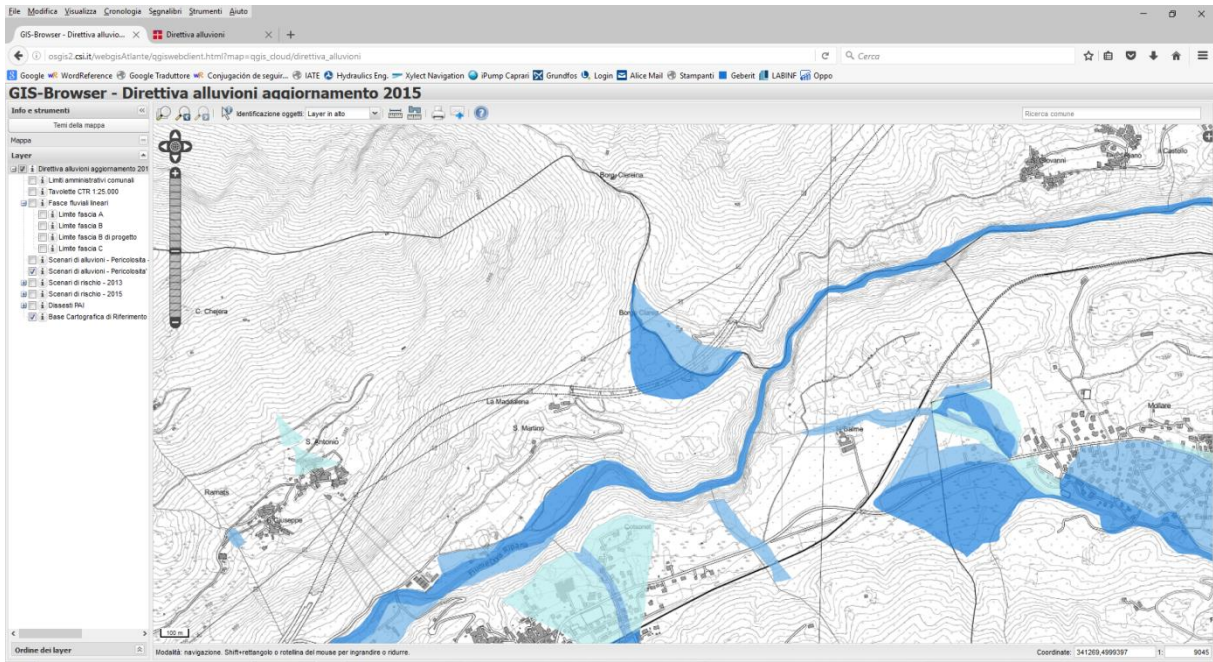 File Modifica Visualizza Cronologia Segnalibri Strumenti Aiuto
GIS-Browser - Direttiva alluvio... Direttiva alluvioni
osgis2.csi.it/webgisAtlante/qgiswebclient.html?map=qgis_cloud/direttiva_alluvioni Cerca
Google WordReference Google Traduttore Conjugación de seguir... IATE Hydraulics Eng. Xylect Navigation iPump Caprari Grundfos Login Alice Mail Stampanti Geberit LABINF Oppo
GIS-Browser - Direttiva alluvioni aggiornamento 2015
Info e strumenti
Temi della mappa
Identificazione oggetti: Layer in alto
Ricerca comune
Mappa
Layer
Direttiva alluvioni aggiornamento 201
Limiti amministrativi comunali
Tavolette CTR 1:25.000
Fasce fluviali lineari
Limite fascia A
Limite fascia B
Limite fascia B di progetto
Limite fascia C
Scenari di alluvioni - Pericolosita -
Scenari di alluvioni - Pericolosita'
Scenari di rischio - 2013
Scenari di rischio - 2015
Dissesti PAI
Base Cartografica di Riferimento
Giovanni
il Castello
C. Chejera
La Maddalena
S. Martino
Mollare
S. Antonio
Ramats
S. Giuseppe
100 m
Ordine dei layer
Modalità: navigazione. Shift+rettangolo o rotellina del mouse per ingrandire o ridurre.
Coordinate: 341269,4999397 1: 9045